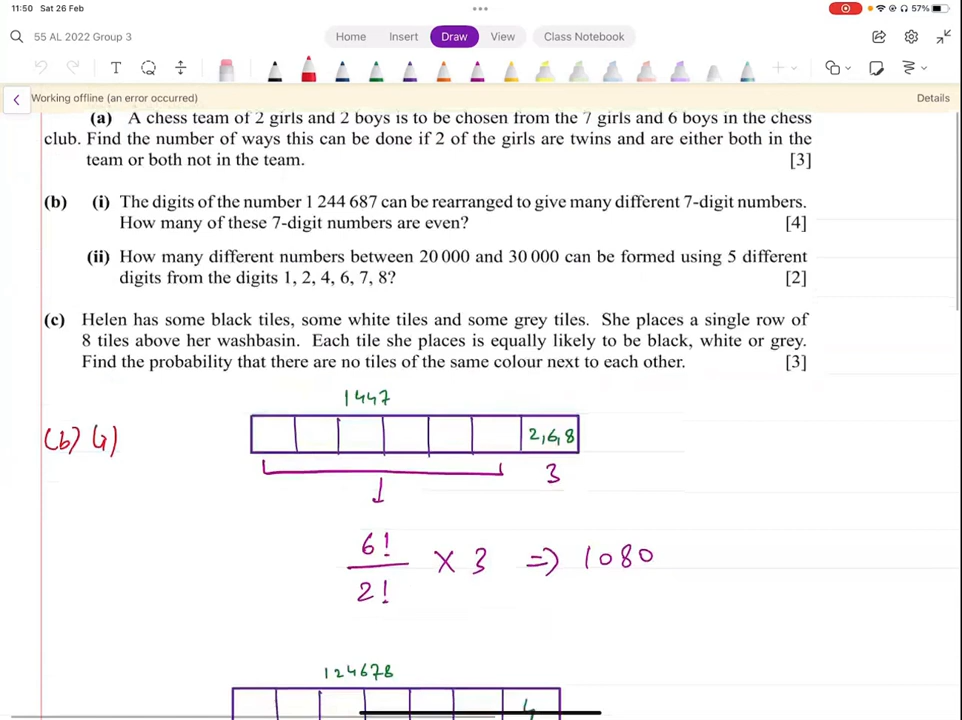 11:50 Sat 26 Feb
57%
55 AL 2022 Group 3
Home Insert Draw View Class Notebook
T
Working offline (an error occurred) Details
(a) A chess team of 2 girls and 2 boys is to be chosen from the 7 girls and 6 boys in the chess
club. Find the number of ways this can be done if 2 of the girls are twins and are either both in the
team or both not in the team. [3]
(b) (i) The digits of the number 1 244 687 can be rearranged to give many different 7-digit numbers.
How many of these 7-digit numbers are even? [4]
(ii) How many different numbers between 20 000 and 30 000 can be formed using 5 different
digits from the digits 1, 2, 4, 6, 7, 8? [2]
(c) Helen has some black tiles, some white tiles and some grey tiles. She places a single row of
8 tiles above her washbasin. Each tile she places is equally likely to be black, white or grey.
Find the probability that there are no tiles of the same colour next to each other. [3]
1447
(b) (i) 2,6,8
3
6!
× 3 => 1080
2!
124678
4